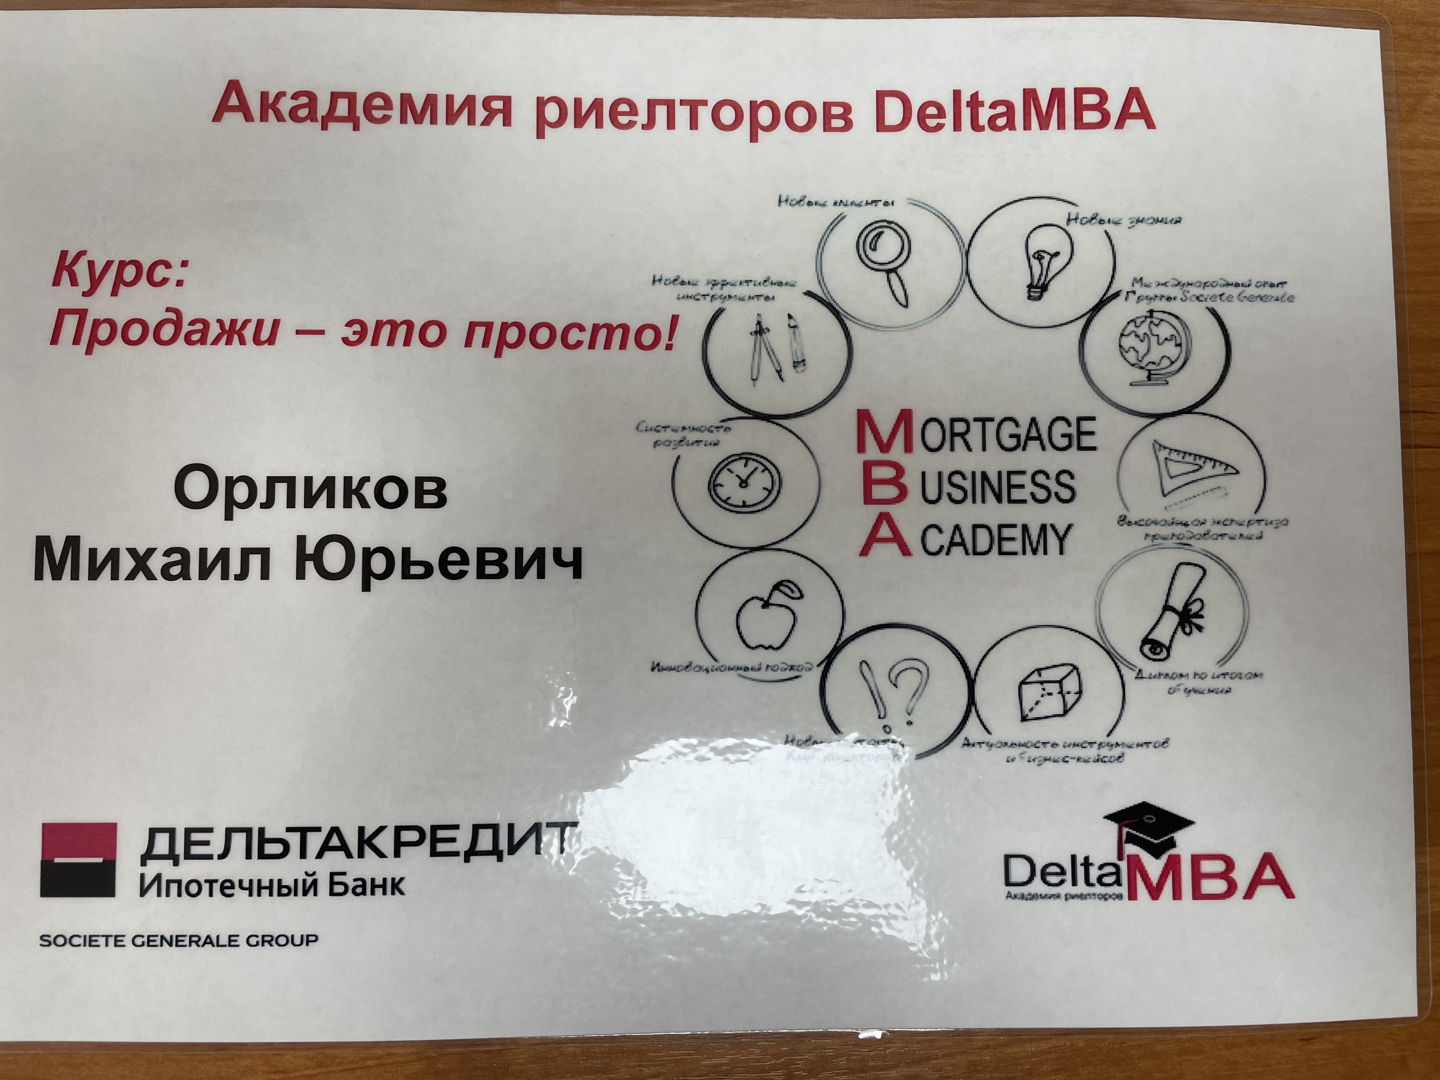 Академия риелторов DeltaMBA
Курс:
Продажи – это просто!
Орликов
Михаил Юрьевич
Новые клиенты
Новые знания
Новые эффективные
инструменты
Международный опыт
Группы Societe Generale
Системность
развития
MORTGAGE
BUSINESS
ACADEMY
Высочайшая экспертиза
преподавателей
Инновационный подход
Диплом по итогам
обучения
Актуальность инструментов
и бизнес-кейсов
ДЕЛЬТАКРЕДИТ
Ипотечный Банк
SOCIETE GENERALE GROUP
DeltaMBA
Академия риелторов